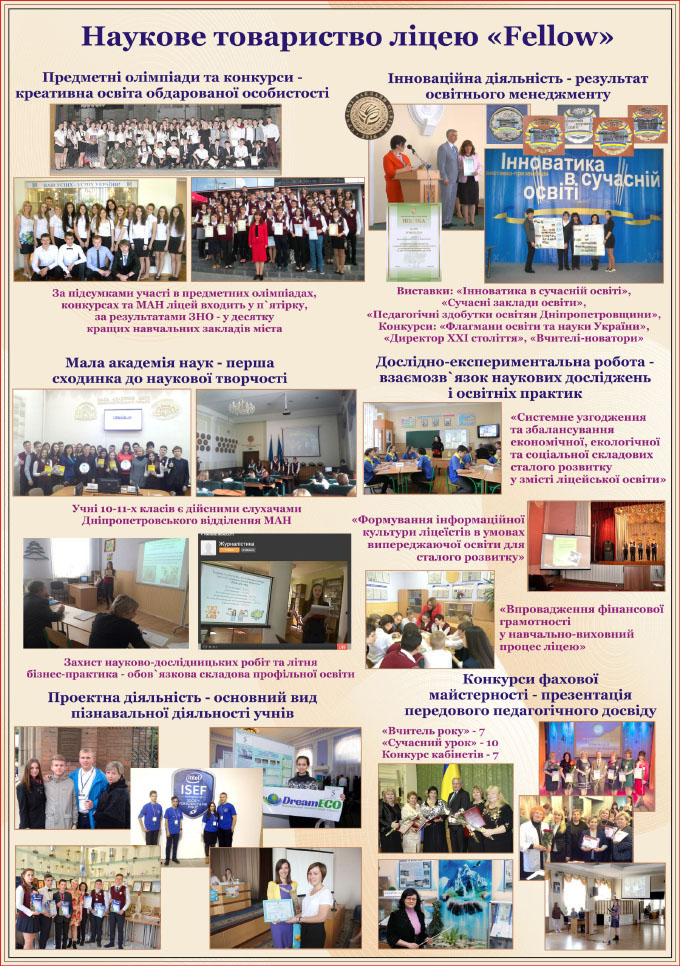 Наукове товариство ліцею «Fellow»
Предметні олімпіади та конкурси -
креативна освіта обдарованої особистості
За підсумками участі в предметних олімпіадах,
конкурсах та МАН ліцей входить у п`ятірку,
за результатами ЗНО - у десятку
кращих навчальних закладів міста
Мала академія наук - перша
сходинка до наукової творчості
Учні 10-11-х класів є дійсними слухачами
Дніпропетровського відділення МАН
Журналістика
Захист науково-дослідницьких робіт та літня
бізнес-практика - обов`язкова складова профільної освіти
Проектна діяльність - основний вид
пізнавальної діяльності учнів
intel
ISEF
DreamECO
Інноваційна діяльність - результат
освітнього менеджменту
Інноватика
в сучасній
освіті
Виставки: «Інноватика в сучасній освіті»,
«Сучасні заклади освіти»,
«Педагогічні здобутки освітян Дніпропетровщини»,
Конкурси: «Флагмани освіти та науки України»,
«Директор ХХІ століття», «Вчителі-новатори»
Дослідно-експериментальна робота -
взаємозв`язок наукових досліджень
і освітніх практик
«Системне узгодження
та збалансування
економічної, екологічної
та соціальної складових
сталого розвитку
у змісті ліцейської освіти»
«Формування інформаційної
культури ліцеїстів в умовах
випереджаючої освіти для
сталого розвитку»
«Впровадження фінансової
грамотності
у навчально-виховний
процес ліцею»
Конкурси фахової
майстерності - презентація
передового педагогічного досвіду
«Вчитель року» - 7
«Сучасний урок» - 10
Конкурс кабінетів - 7